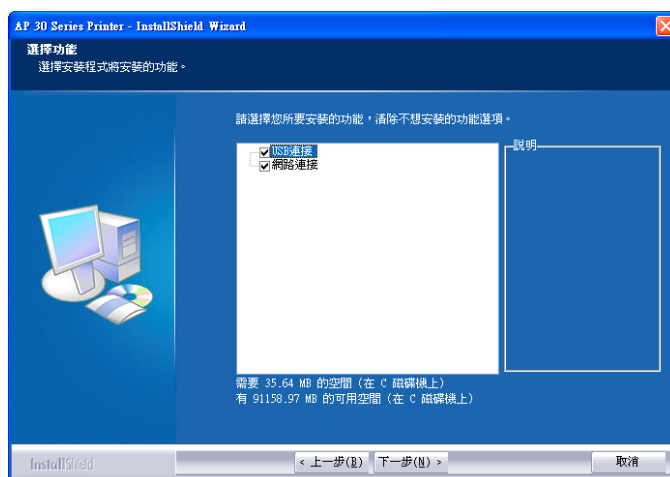 AP 30 Series Printer - InstallShield Wizard
選擇功能
選擇安裝程式將安裝的功能。
請選擇您所要安裝的功能，清除不想安裝的功能選項。
USB連接
網路連接
說明
需要 35.64 MB 的空間 (在 C 磁碟機上)
有 91158.97 MB 的可用空間 (在 C 磁碟機上)
InstallShield
< 上一步(B) 下一步(N) > 取消